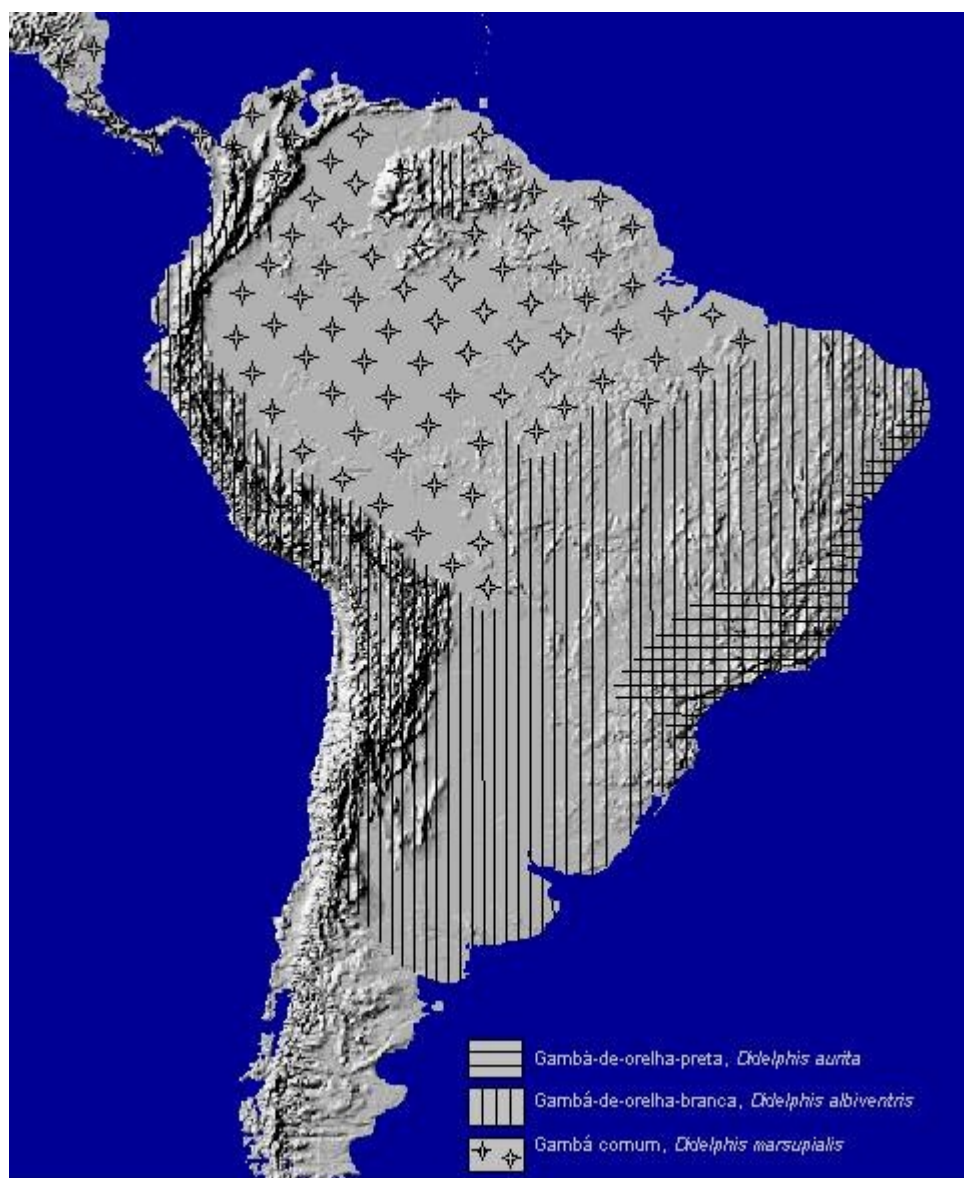 Gambá-de-orelha-preta, Didelphis aurita
Gambá-de-orelha-branca, Didelphis albiventris
Gambá comum, Didelphis marsupialis